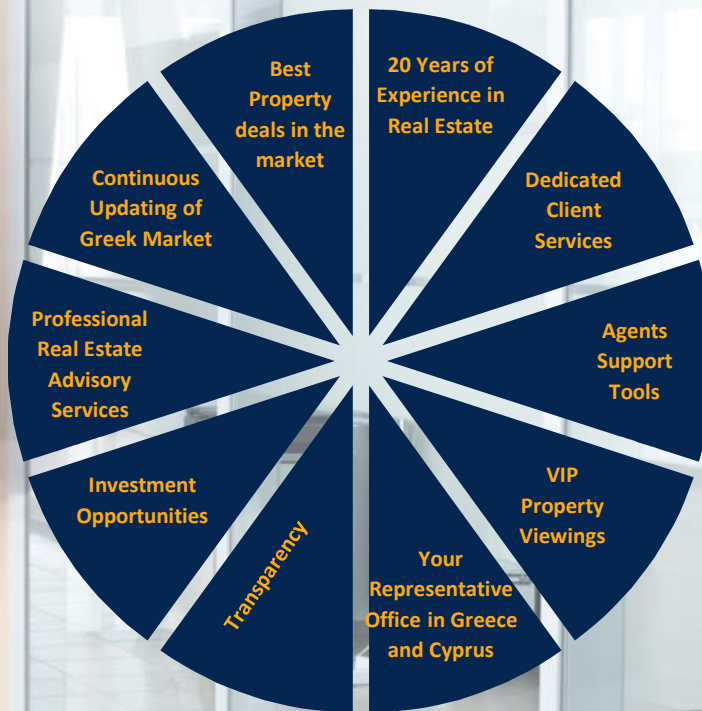 20 Years of
Experience in
Real Estate
Dedicated
Client
Services
Agents
Support
Tools
VIP
Property
Viewings
Your
Representative
Office in Greece
and Cyprus
Transparency
Investment
Opportunities
Professional
Real Estate
Advisory
Services
Continuous
Updating of
Greek Market
Best
Property
deals in the
market